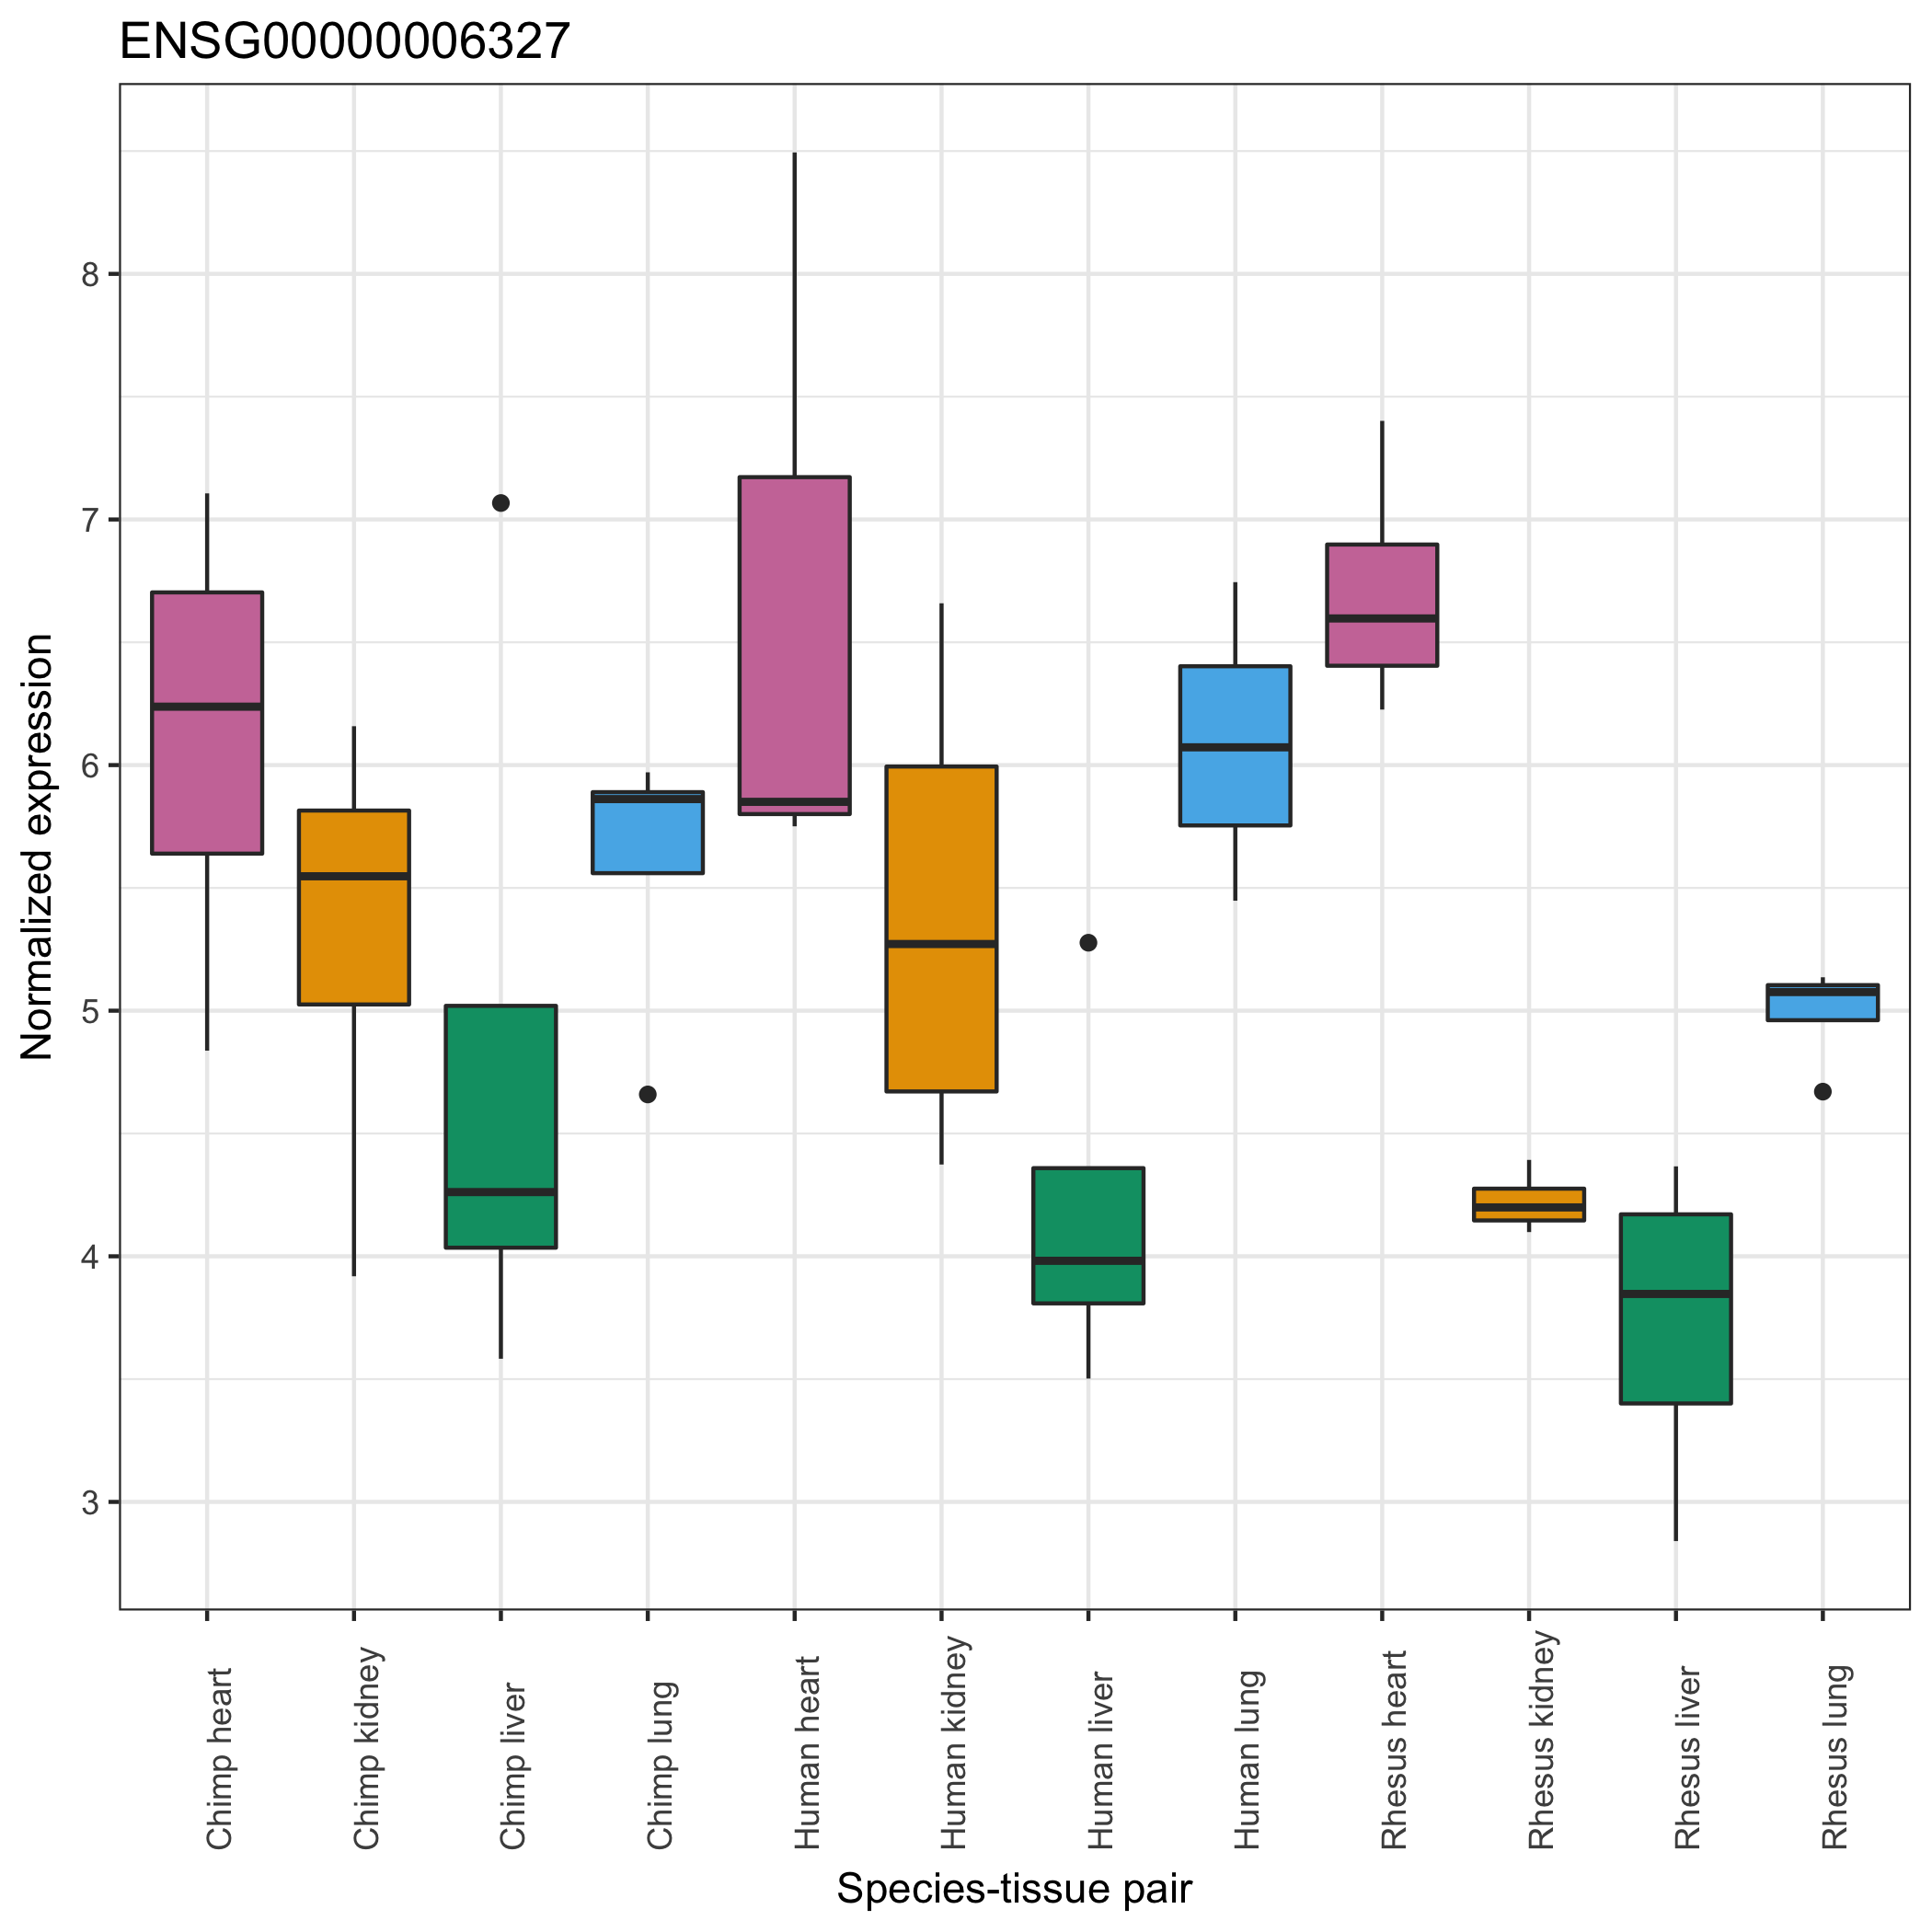 ENSG00000006327
Normalized expression
8
7
6
5
4
3
Chimp heart
Chimp kidney
Chimp liver
Chimp lung
Human heart
Human kidney
Human liver
Human lung
Rhesus heart
Rhesus kidney
Rhesus liver
Rhesus lung
Species-tissue pair